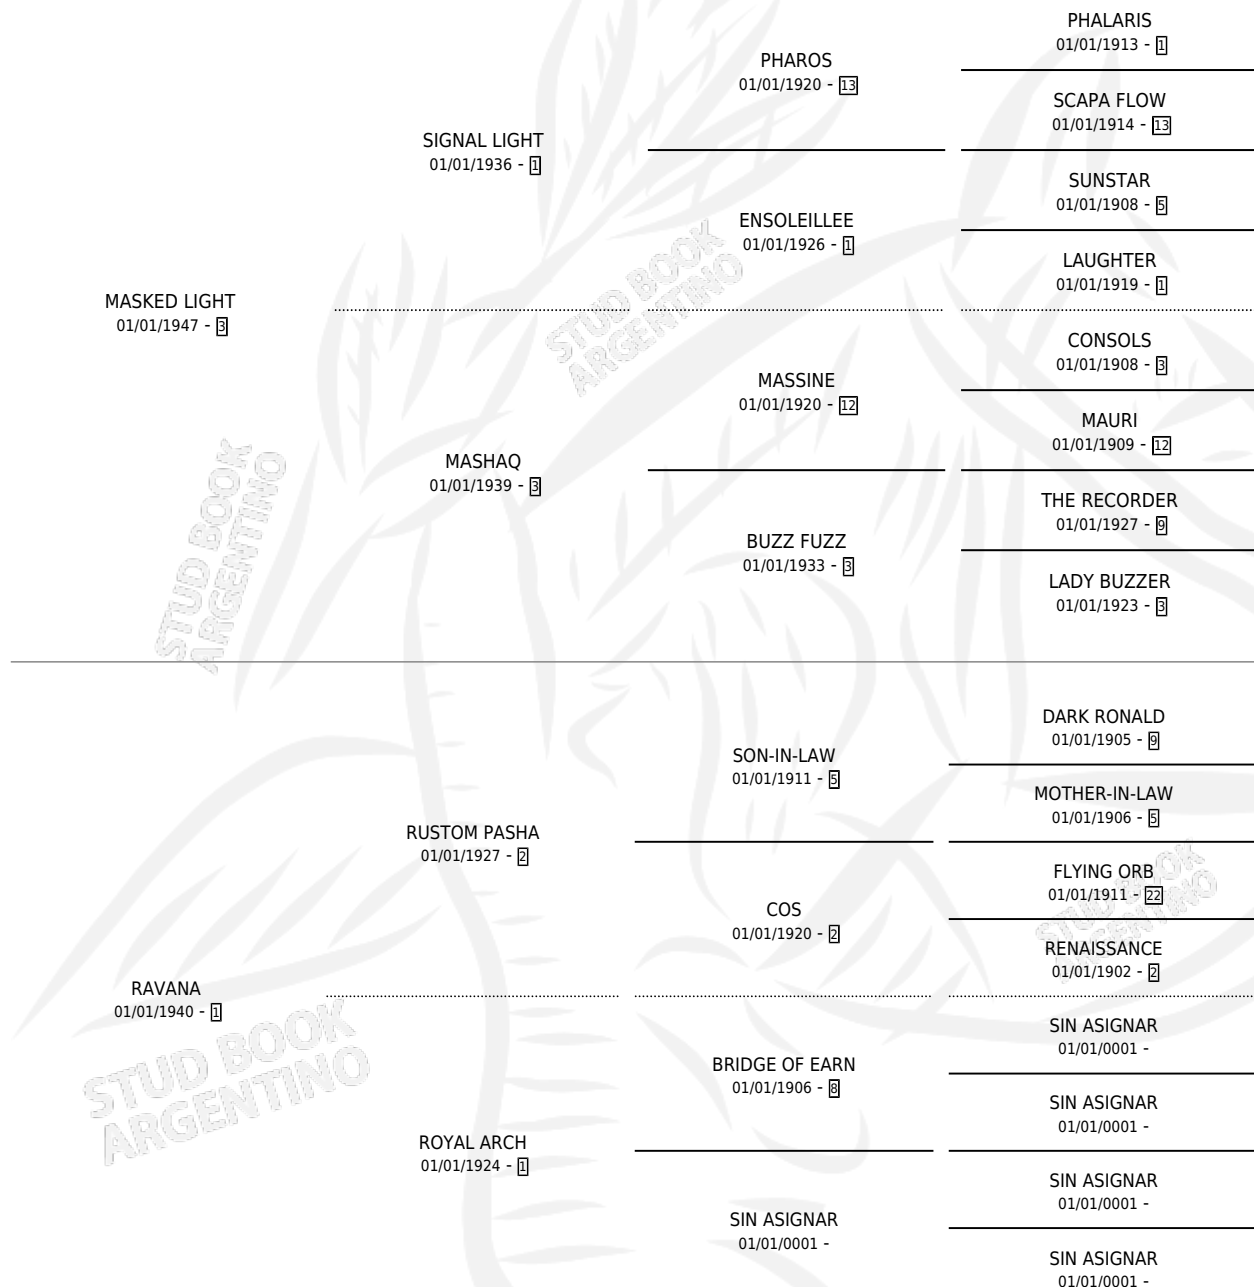 PHALARIS
01/01/1913 - 1
PHAROS
01/01/1920 - 13
SCAPA FLOW
01/01/1914 - 13
SIGNAL LIGHT
01/01/1936 - 1
SUNSTAR
01/01/1908 - 5
ENSOLEILLEE
01/01/1926 - 1
LAUGHTER
01/01/1919 - 1
MASKED LIGHT
01/01/1947 - 3
CONSOLS
01/01/1908 - 3
MASSINE
01/01/1920 - 12
MAURI
01/01/1909 - 12
MASHAQ
01/01/1939 - 3
THE RECORDER
01/01/1927 - 9
BUZZ FUZZ
01/01/1933 - 3
LADY BUZZER
01/01/1923 - 3
DARK RONALD
01/01/1905 - 9
SON-IN-LAW
01/01/1911 - 5
MOTHER-IN-LAW
01/01/1906 - 5
RUSTOM PASHA
01/01/1927 - 2
FLYING ORB
01/01/1911 - 22
COS
01/01/1920 - 2
RENAISSANCE
01/01/1902 - 2
RAVANA
01/01/1940 - 1
SIN ASIGNAR
01/01/0001 -
BRIDGE OF EARN
01/01/1906 - 8
SIN ASIGNAR
01/01/0001 -
ROYAL ARCH
01/01/1924 - 1
SIN ASIGNAR
01/01/0001 -
SIN ASIGNAR
01/01/0001 -
SIN ASIGNAR
01/01/0001 -
STUD BOOK
ARGENTINO
STUD BOOK
ARGENTINO
STUD BOOK
ARGENTINO
STUD BOOK
ARGENTINO